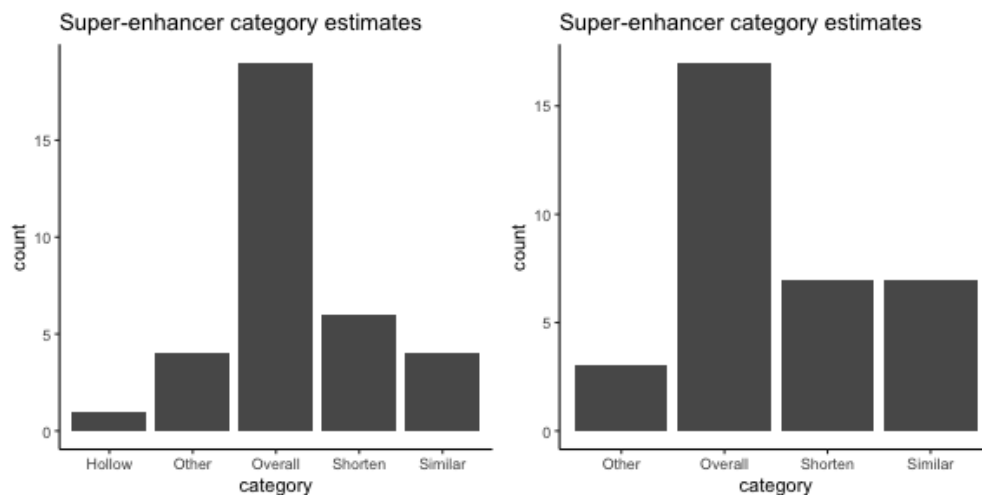 Super-enhancer category estimates
15
10
5
0
count
Hollow Other Overall Shorten Similar
category
Super-enhancer category estimates
15
10
5
0
count
Other Overall Shorten Similar
category